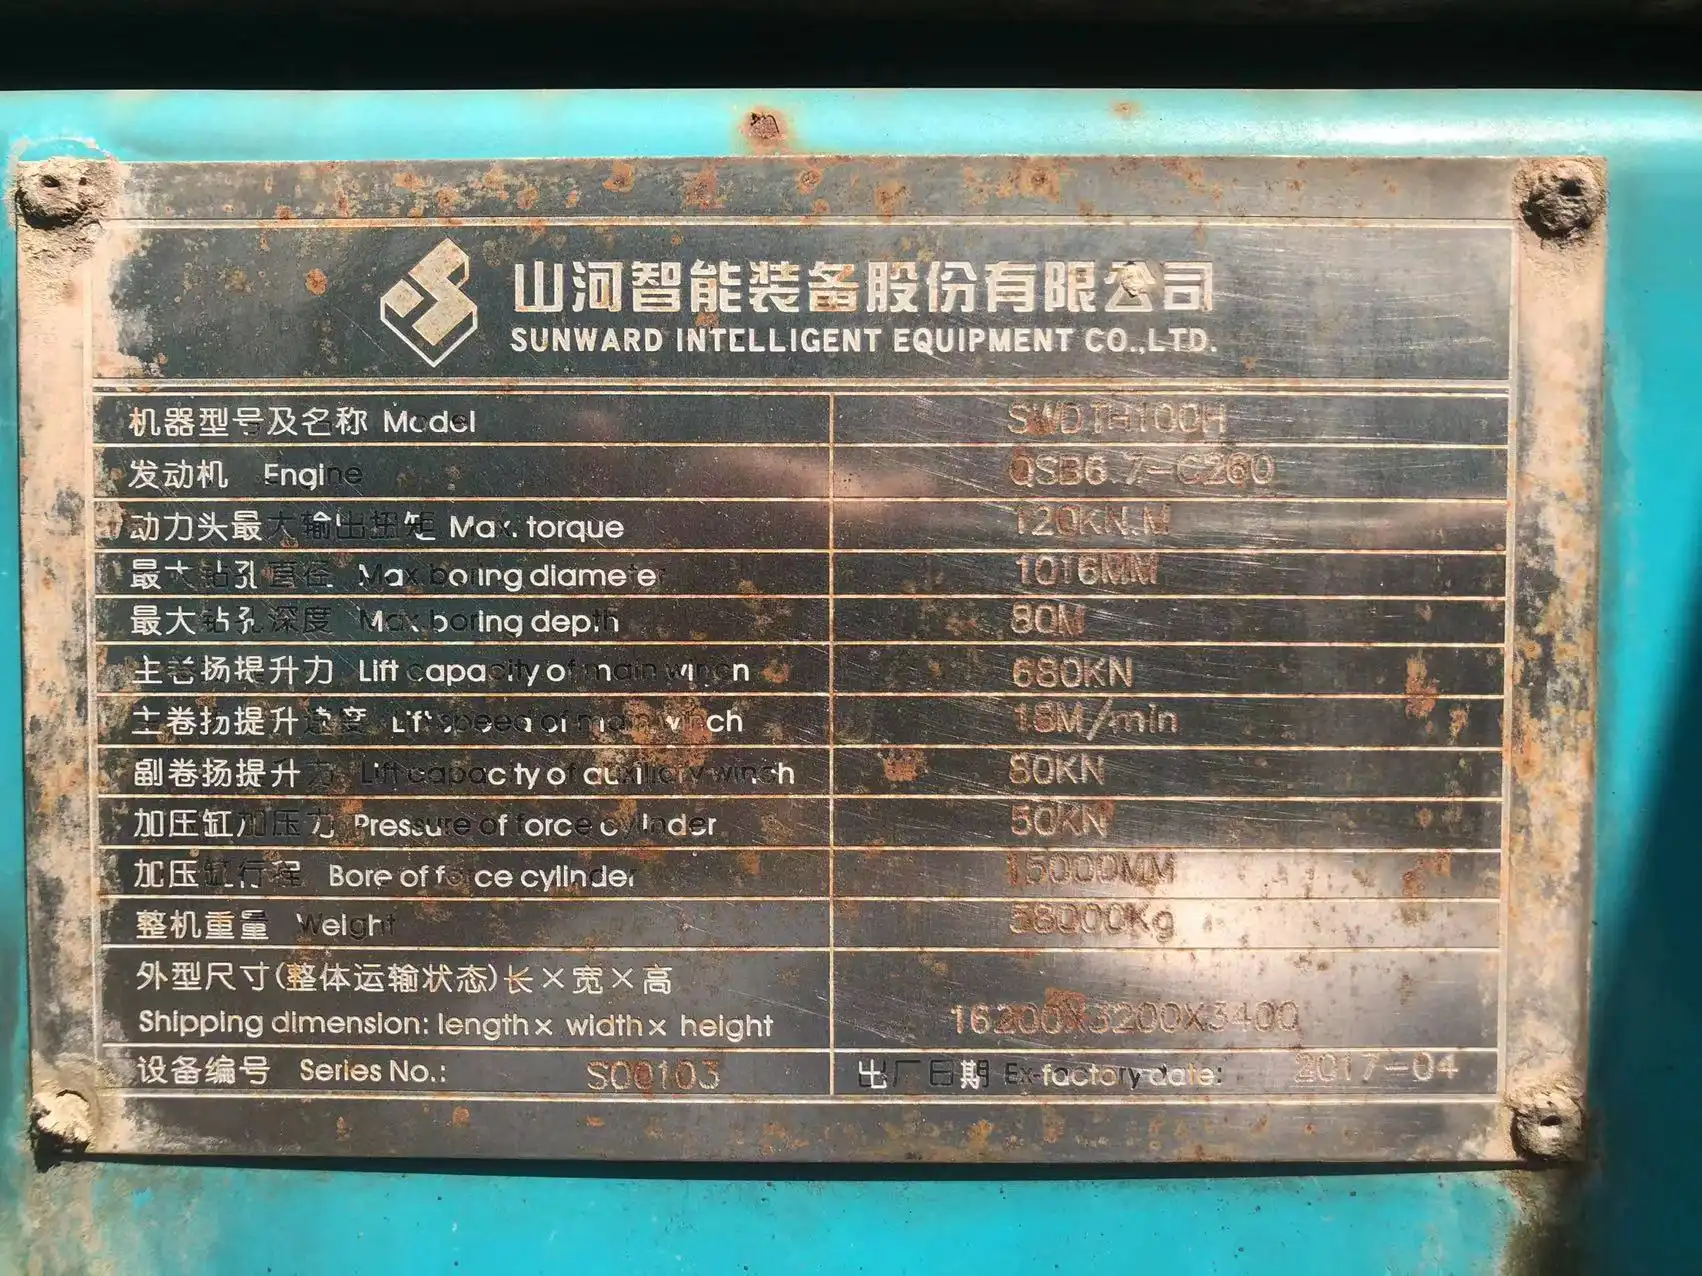 山河智能装备股份有限公司
SUNWARD INTELLIGENT EQUIPMENT CO.,LTD.
机器型号及名称 Model SWDTH100H
发动机 Engine QSB6.7-C260
动力头最大输出扭矩 Max. torque 120KN.M
最大钻孔直径 Max boring diameter 1016MM
最大钻孔深度 Max boring depth 80M
主卷扬提升力 Lift capacity of main winch 680KN
主卷扬提升速度 Lift speed of main winch 18M/min
副卷扬提升力 Lift capacity of auxiliary winch 80KN
加压缸加压力 Pressure of force cylinder 50KN
加压缸行程 Bore of force cylinder 15000MM
整机重量 Weight 58000Kg
外型尺寸(整体运输状态)长×宽×高
Shipping dimension: length× width× height 16200X3200X3400
设备编号 Series No.: S00103 出厂日期 Ex-factory date: 2017-04